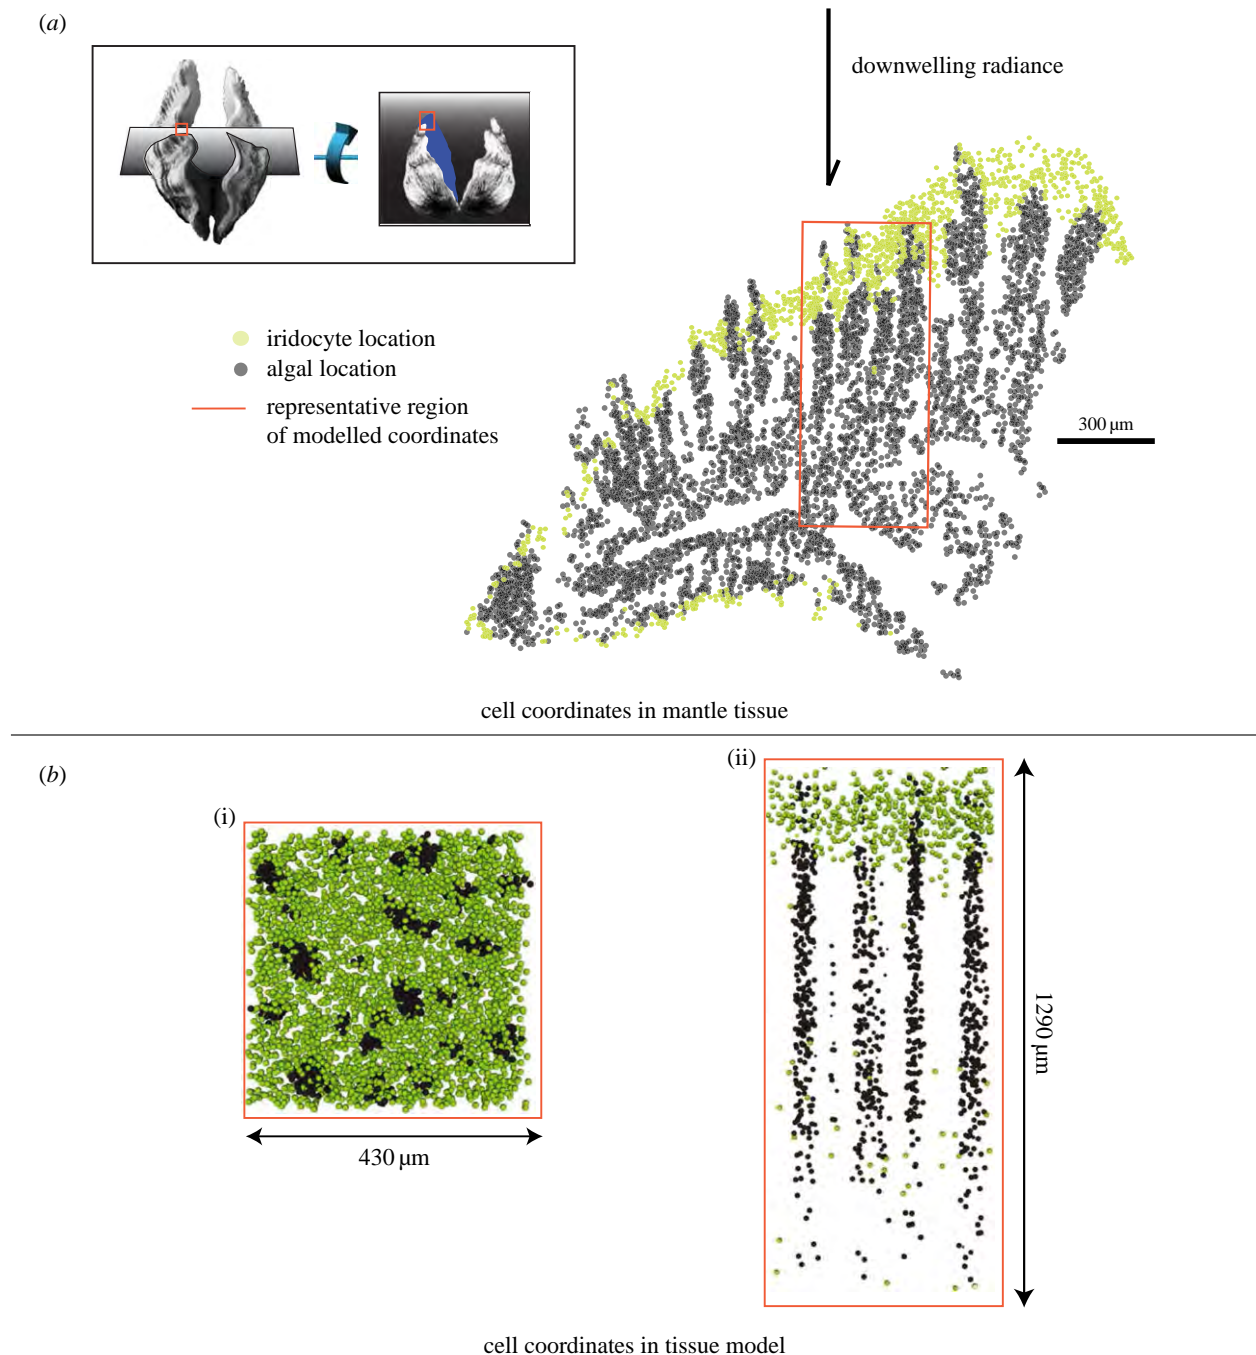 (a)
downwelling radiance
iridocyte location
algal location
representative region
of modelled coordinates
300 µm
cell coordinates in mantle tissue
(b)
(i)
(ii)
430 µm
1290 µm
cell coordinates in tissue model